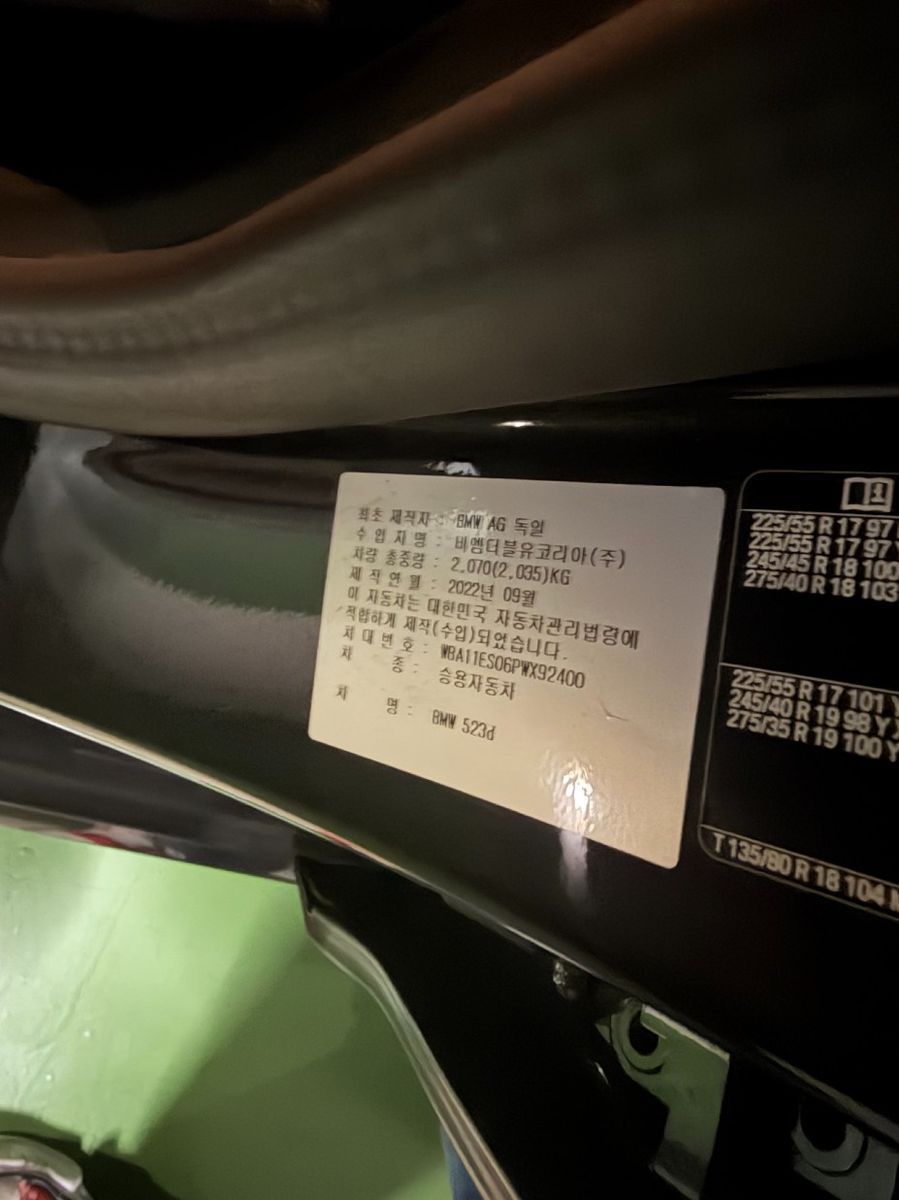 최초 제작자 : BMW AG 독일
수 입 자 명 : 비엠더블유코리아(주)
차량 총중량 : 2,070(2,035)KG
제 작 연 월 : 2022년 09월
이 자동차는 대한민국 자동차관리법령에
적합하게 제작(수입)되었습니다.
차 대 번 호 : WBA11ES06PWX92400
차 종 : 승용자동차
차 명 : BMW 523d
225/55 R 17 97
225/55 R 17 97
245/45 R 18 100
275/40 R 18 103
225/55 R 17 101
245/40 R 19 98 Y
275/35 R 19 100 Y
T 135/80 R 18 104